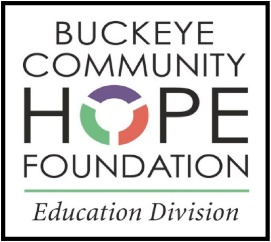 BUCKEYE
COMMUNITY
HOPE
FOUNDATION
Education Division